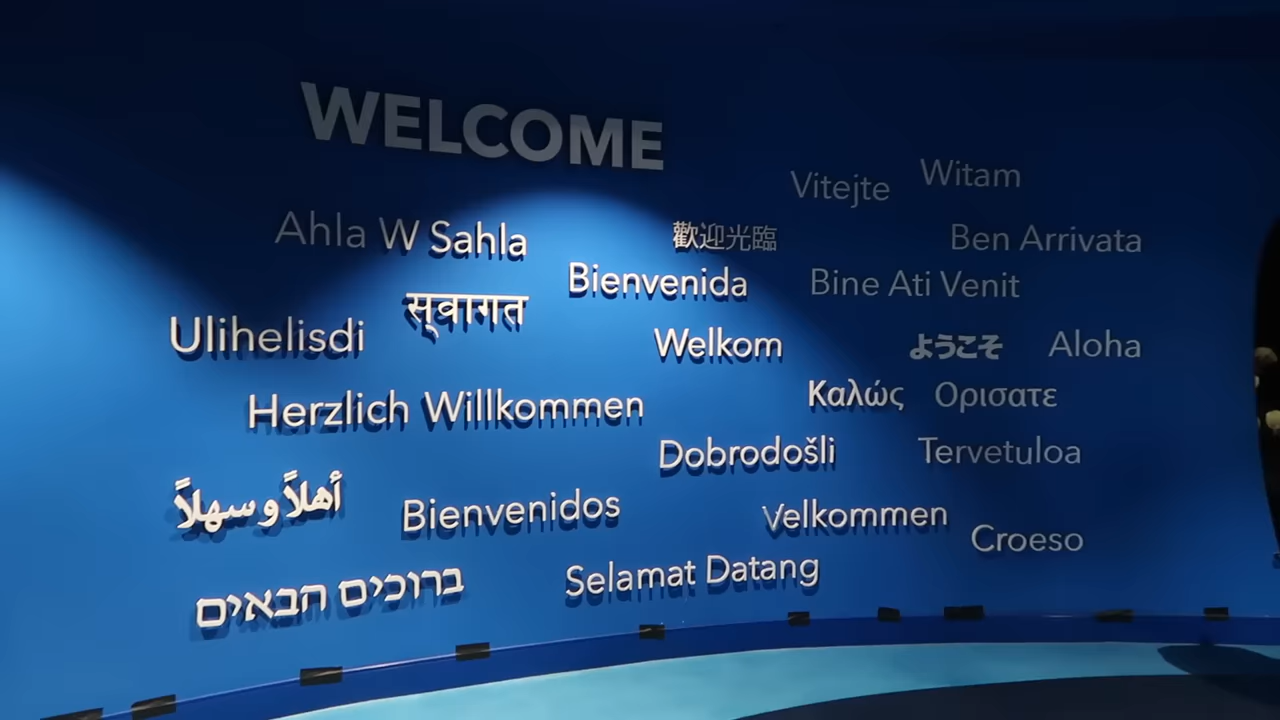 WELCOME
Vitejte
Witam
Ahla W Sahla
歡迎光臨
Ben Arrivata
Bienvenida
Bine Ati Venit
स्वागत
Ulihelisdi
Welkom
ようこそ
Aloha
Καλώς Ορισατε
Herzlich Willkommen
Dobrodošli
Tervetuloa
أهلاً و سهلاً
Bienvenidos
Velkommen
Croeso
Selamat Datang
ברוכים הבאים